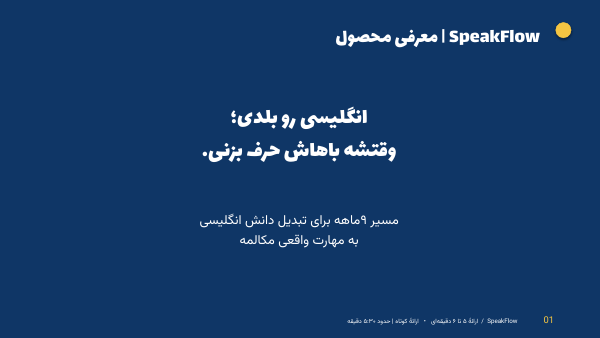 SpeakFlow | معرفی محصول
انگلیسی رو بلدی؛
وقتشه باهاش حرف بزنی.
مسیر ۹ماهه برای تبدیل دانش انگلیسی
به مهارت واقعی مکالمه
SpeakFlow / ارائهٔ ۵ تا ۶ دقیقه‌ای • ارائهٔ کوتاه | حدود ۵:۳۰ دقیقه
01